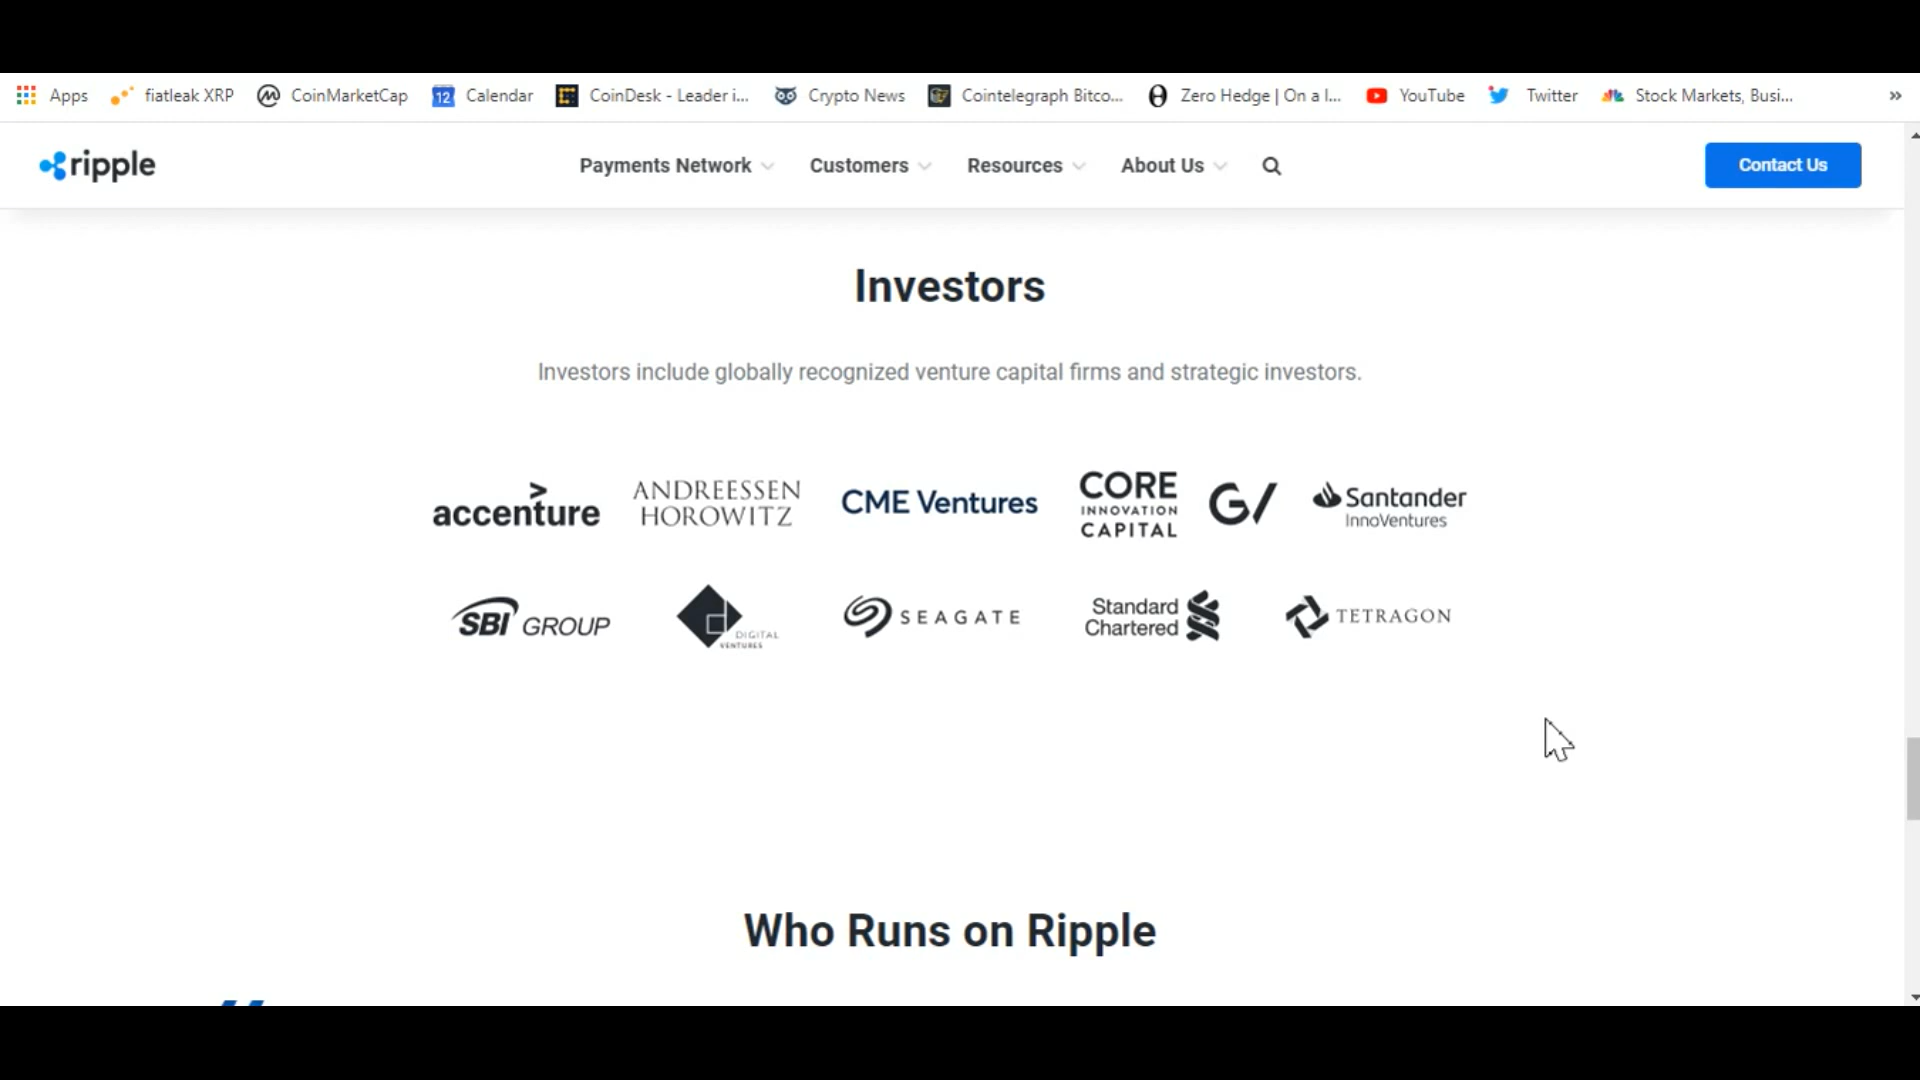 Apps fiatleak XRP CoinMarketCap 12 Calendar CoinDesk - Leader i... Crypto News Cointelegraph Bitco... Zero Hedge | On a l... YouTube Twitter Stock Markets, Busi... »
ripple Payments Network Customers Resources About Us Contact Us
Investors
Investors include globally recognized venture capital firms and strategic investors.
accenture
ANDREESSEN
HOROWITZ
CME Ventures
CORE
INNOVATION
CAPITAL
G/
Santander
InnoVentures
SBI GROUP
DIGITAL
VENTURES
SEAGATE
Standard
Chartered
TETRAGON
Who Runs on Ripple